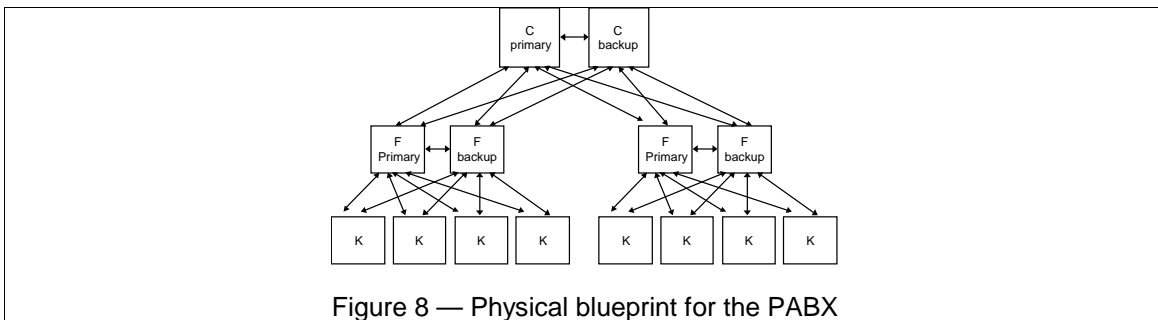 C
primary
C
backup
F
Primary
F
backup
F
Primary
F
backup
K
K
K
K
K
K
K
K
Figure 8 — Physical blueprint for the PABX